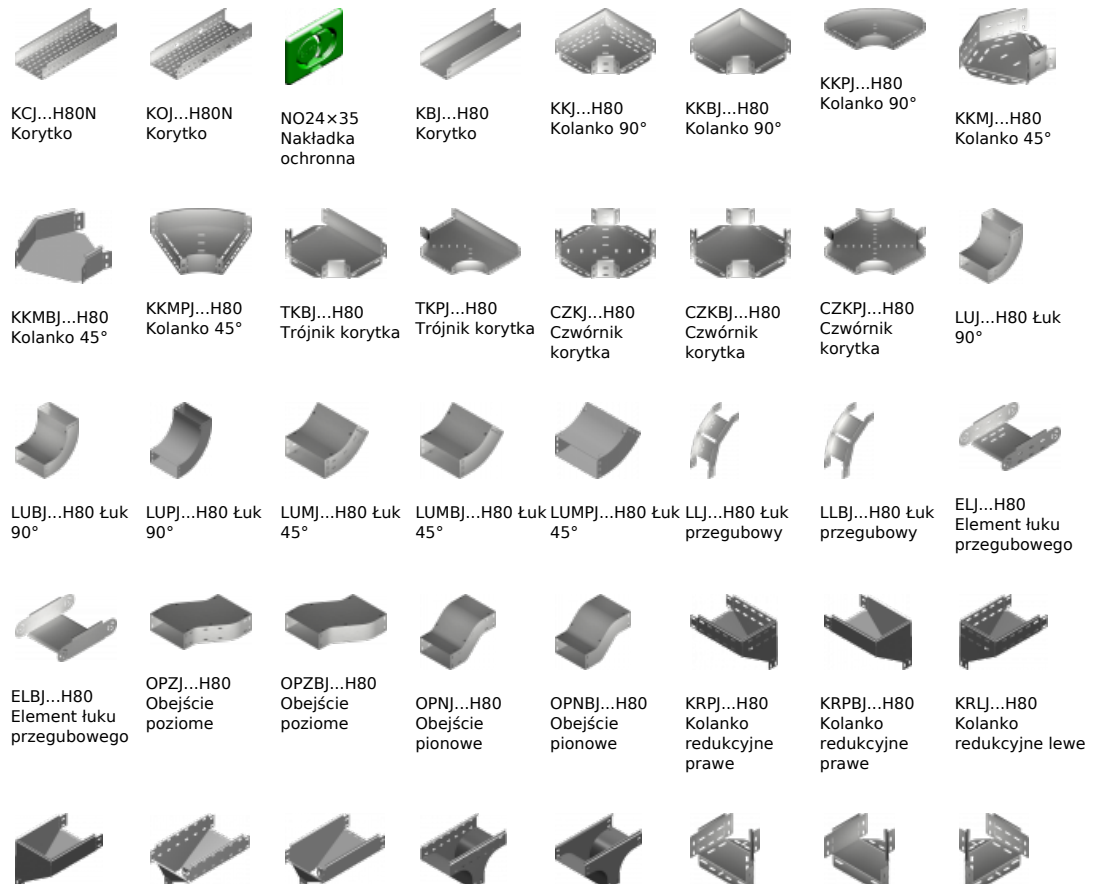 KCJ...H80N
Korytko
KOJ...H80N
Korytko
NO24×35
Nakładka
ochronna
KBJ...H80
Korytko
KKJ...H80
Kolanko 90°
KKBJ...H80
Kolanko 90°
KKPJ...H80
Kolanko 90°
KKMJ...H80
Kolanko 45°
KKMBJ...H80
Kolanko 45°
KKMPJ...H80
Kolanko 45°
TKBJ...H80
Trójnik korytka
TKPJ...H80
Trójnik korytka
CZKJ...H80
Czwórnik
korytka
CZKBJ...H80
Czwórnik
korytka
CZKPJ...H80
Czwórnik
korytka
LUJ...H80 Łuk
90°
LUBJ...H80 Łuk
90°
LUPJ...H80 Łuk
90°
LUMJ...H80 Łuk
45°
LUMBJ...H80 Łuk
45°
LUMPJ...H80 Łuk
45°
LLJ...H80 Łuk
przegubowy
LLBJ...H80 Łuk
przegubowy
ELJ...H80
Element łuku
przegubowego
ELBJ...H80
Element łuku
przegubowego
OPZJ...H80
Obejście
poziome
OPZBJ...H80
Obejście
poziome
OPNJ...H80
Obejście
pionowe
OPNBJ...H80
Obejście
pionowe
KRPJ...H80
Kolanko
redukcyjne
prawe
KRPBJ...H80
Kolanko
redukcyjne
prawe
KRLJ...H80
Kolanko
redukcyjne lewe